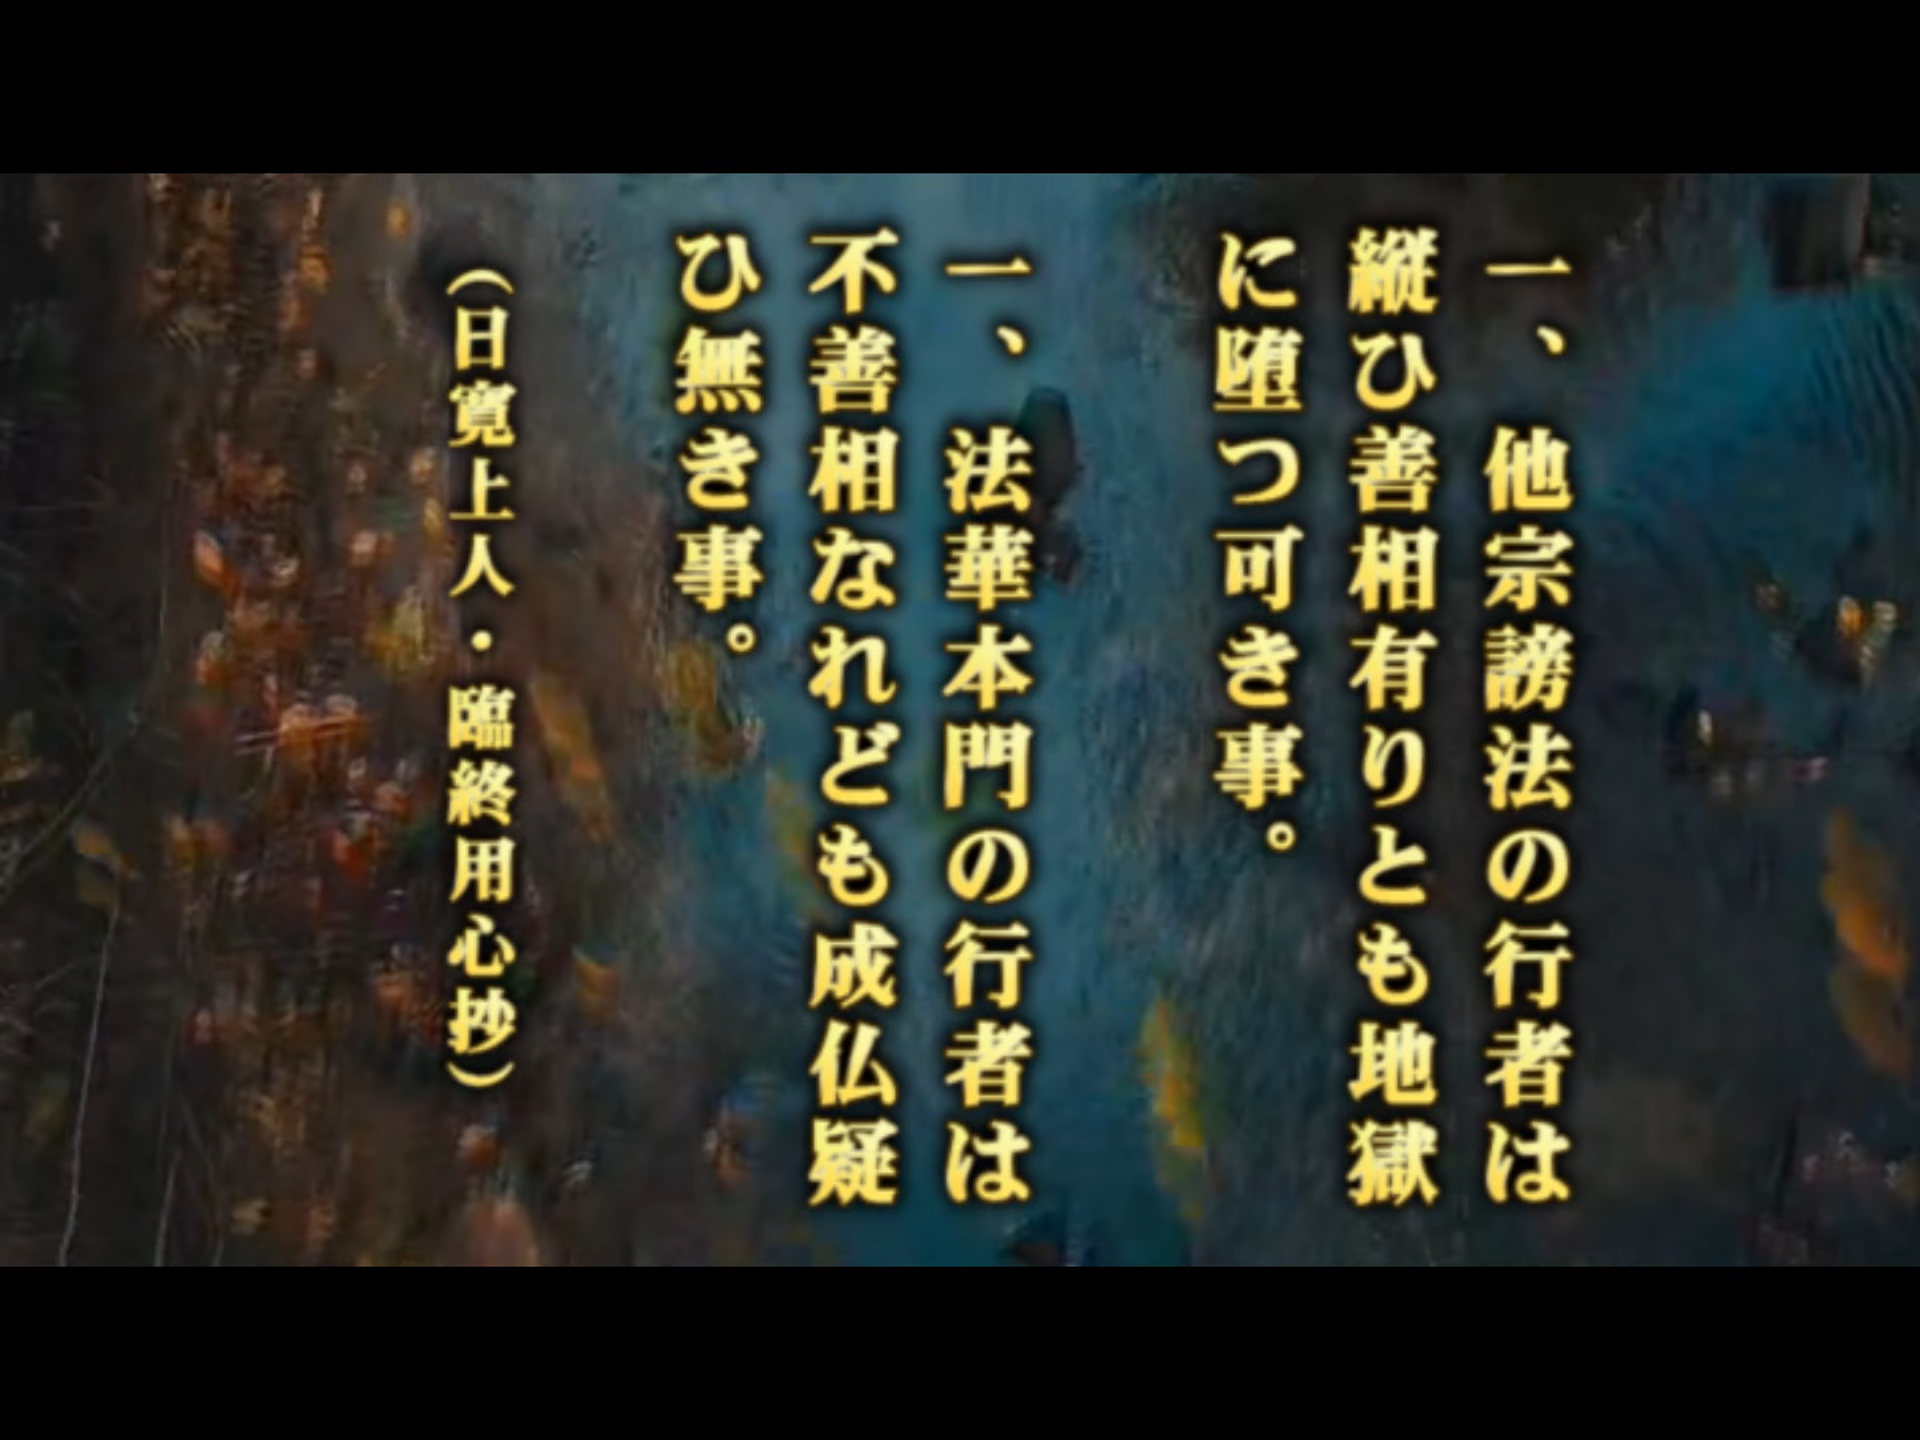 一、他宗謗法の行者は
縦ひ善相有りとも地獄
に堕つ可き事。
一、法華本門の行者は
不善相なれども成仏疑
ひ無き事。
（日寛上人・臨終用心抄）